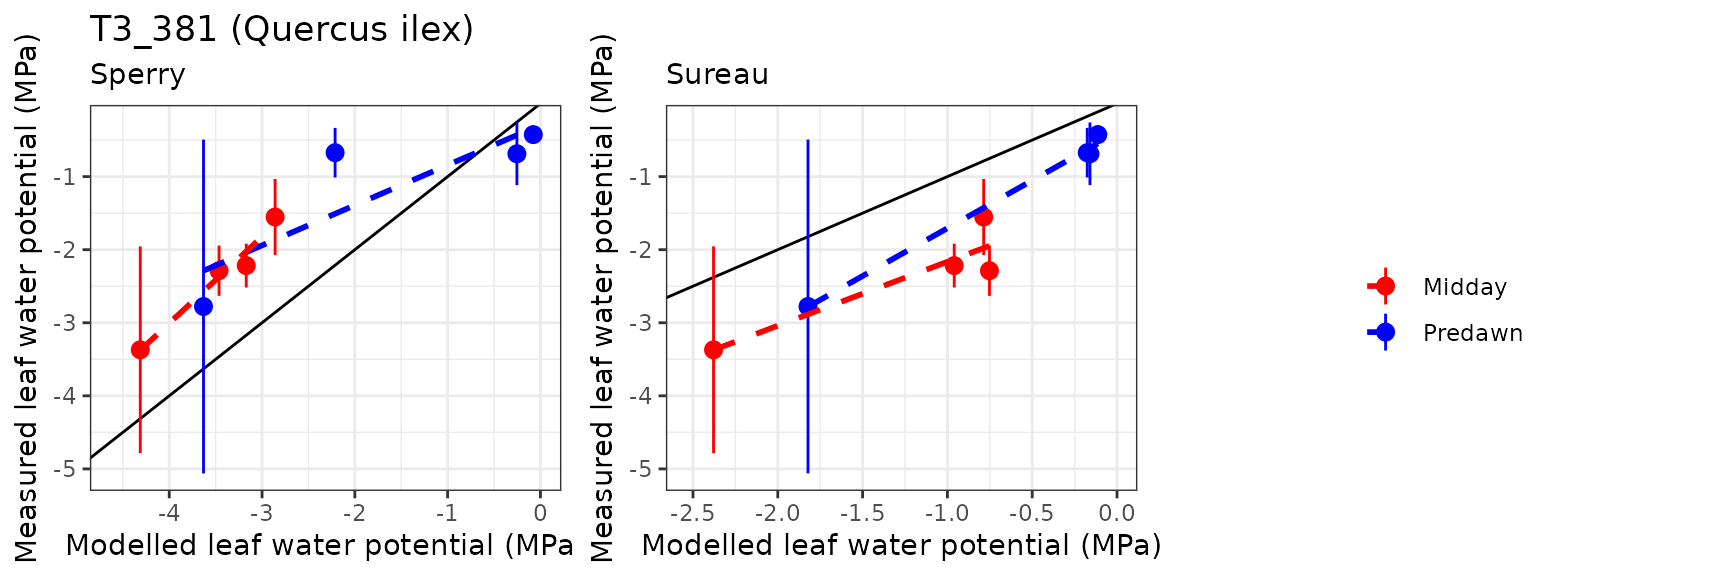 T3_381 (Quercus ilex)
Sperry
Measured leaf water potential (MPa)
-1
-2
-3
-4
-5
-4
-3
-2
-1
0
Modelled leaf water potential (MPa
Sureau
Measured leaf water potential (MPa)
-1
-2
-3
-4
-5
-2.5
-2.0
-1.5
-1.0
-0.5
0.0
Modelled leaf water potential (MPa)
Midday
Predawn